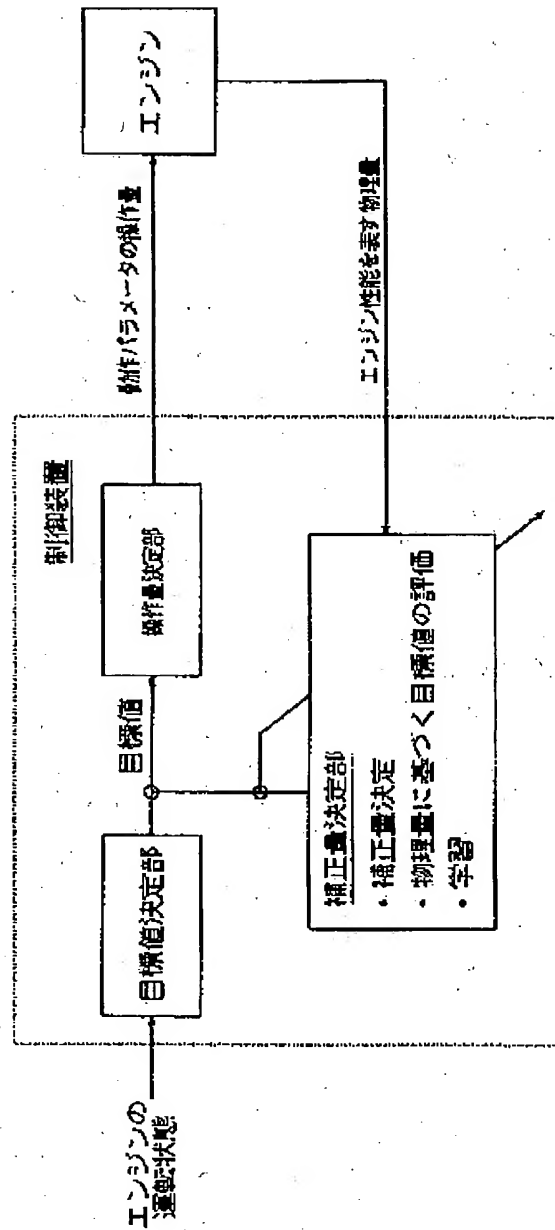 エンジンの
運転状態
制御装置
目標値決定部
目標値
操作量決定部
動作パラメータの操作量
エンジン
補正量決定部
• 補正量決定
• 物理量に基づく目標値の評価
• 学習
エンジン性能を表す物理量